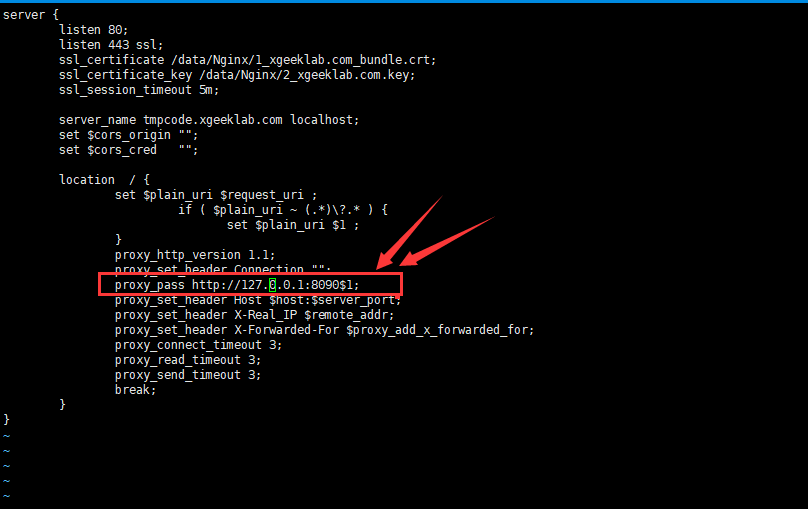 server {
        listen 80;
        listen 443 ssl;
        ssl_certificate /data/Nginx/1_xgeeklab.com_bundle.crt;
        ssl_certificate_key /data/Nginx/2_xgeeklab.com.key;
        ssl_session_timeout 5m;

        server_name tmpcode.xgeeklab.com localhost;
        set $cors_origin "";
        set $cors_cred   "";

        location  / {
                set $plain_uri $request_uri ;
                         if ( $plain_uri ~ (.*)\?.* ) {
                                set $plain_uri $1 ;
                }
                proxy_http_version 1.1;
                proxy_set_header Connection "";
                proxy_pass http://127.0.0.1:8090$1;
                proxy_set_header Host $host:$server_port;
                proxy_set_header X-Real_IP $remote_addr;
                proxy_set_header X-Forwarded-For $proxy_add_x_forwarded_for;
                proxy_connect_timeout 3;
                proxy_read_timeout 3;
                proxy_send_timeout 3;
                break;
        }
}
~
~
~
~
~